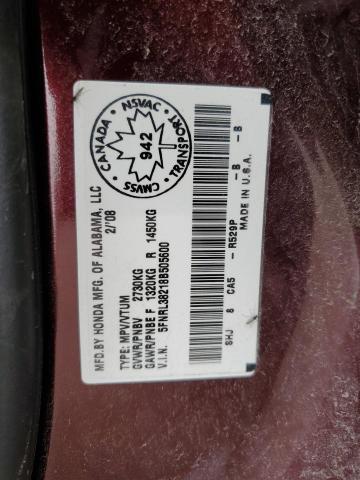 MFD.BY HONDA MFG. OF ALABAMA, LLC
2/'08
TYPE: MPV/VTUM
GVWR/PNBV 2730KG
GAWR/PNBE F 1320KG R 1450KG
V.I.N. 5FNRL38218B505600
CANADA · NSVAC
TRANSPORT
CMVSS
942
SHJ 8 CA5 - R529P - B - B
MADE IN U.S.A.